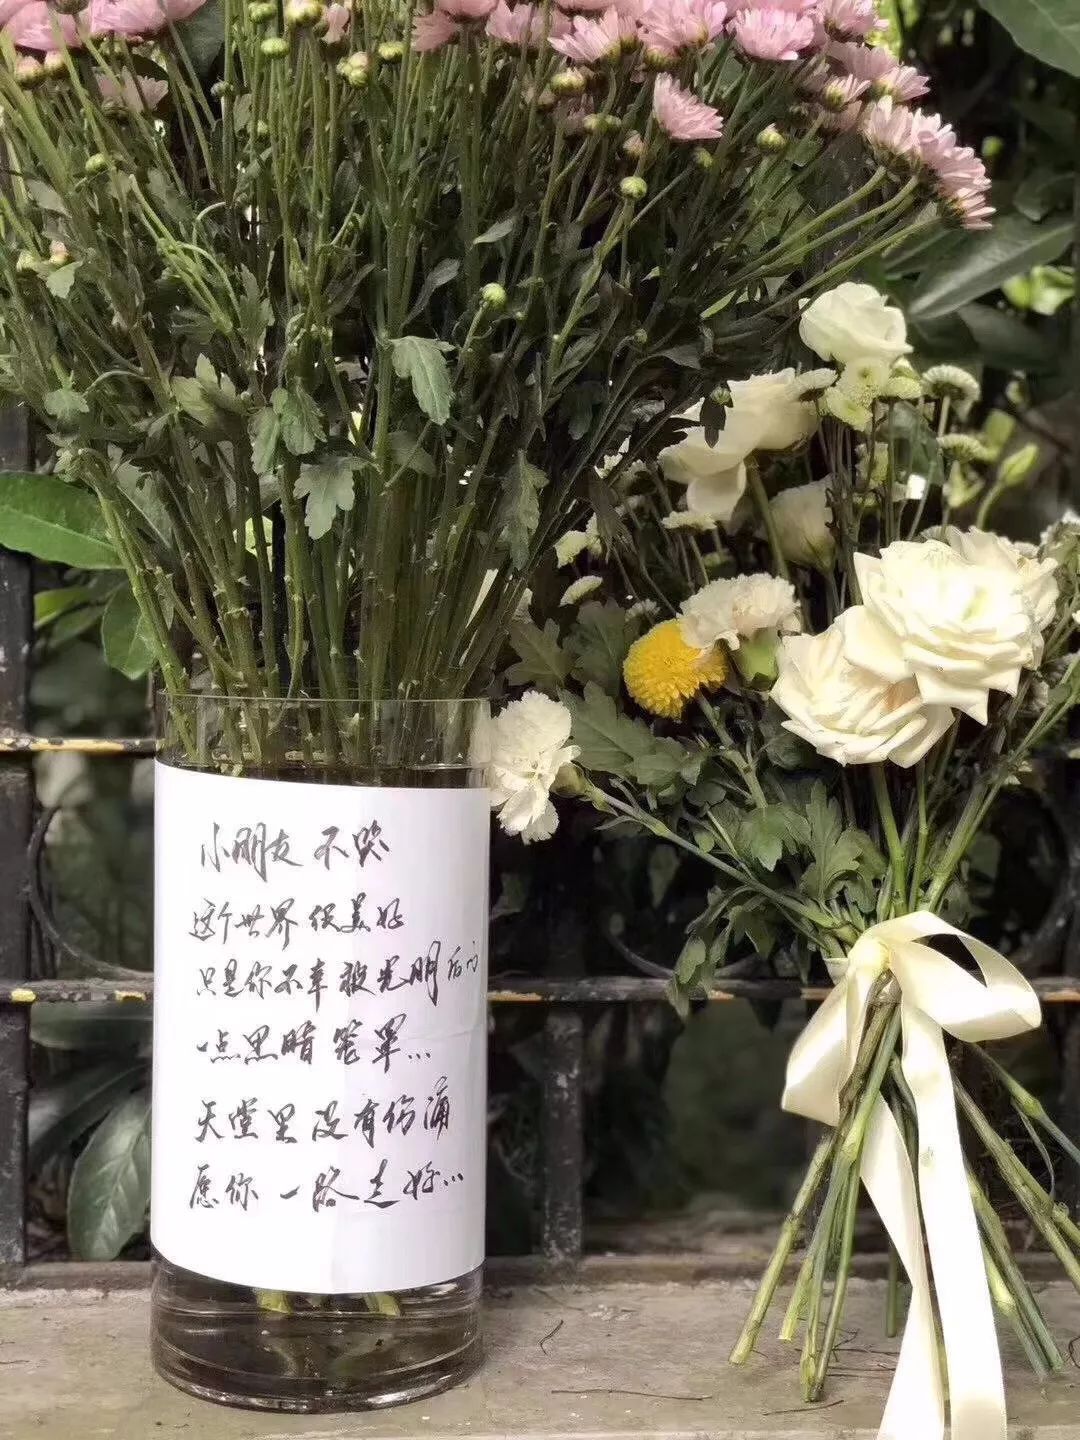 小朋友 不哭
这个世界很美好
只是你不幸被光明后的
一点黑暗笼罩...
天堂里没有伤痛
愿你一路走好...